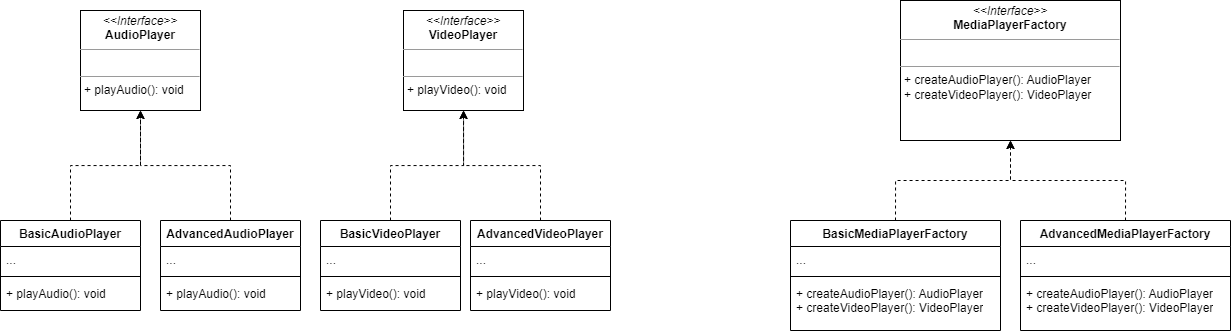 <<Interface>>
AudioPlayer
+ playAudio(): void
<<Interface>>
VideoPlayer
+ playVideo(): void
<<Interface>>
MediaPlayerFactory
+ createAudioPlayer(): AudioPlayer
+ createVideoPlayer(): VideoPlayer
BasicAudioPlayer
...
+ playAudio(): void
AdvancedAudioPlayer
...
+ playAudio(): void
BasicVideoPlayer
...
+ playVideo(): void
AdvancedVideoPlayer
...
+ playVideo(): void
BasicMediaPlayerFactory
...
+ createAudioPlayer(): AudioPlayer
+ createVideoPlayer(): VideoPlayer
AdvancedMediaPlayerFactory
...
+ createAudioPlayer(): AudioPlayer
+ createVideoPlayer(): VideoPlayer